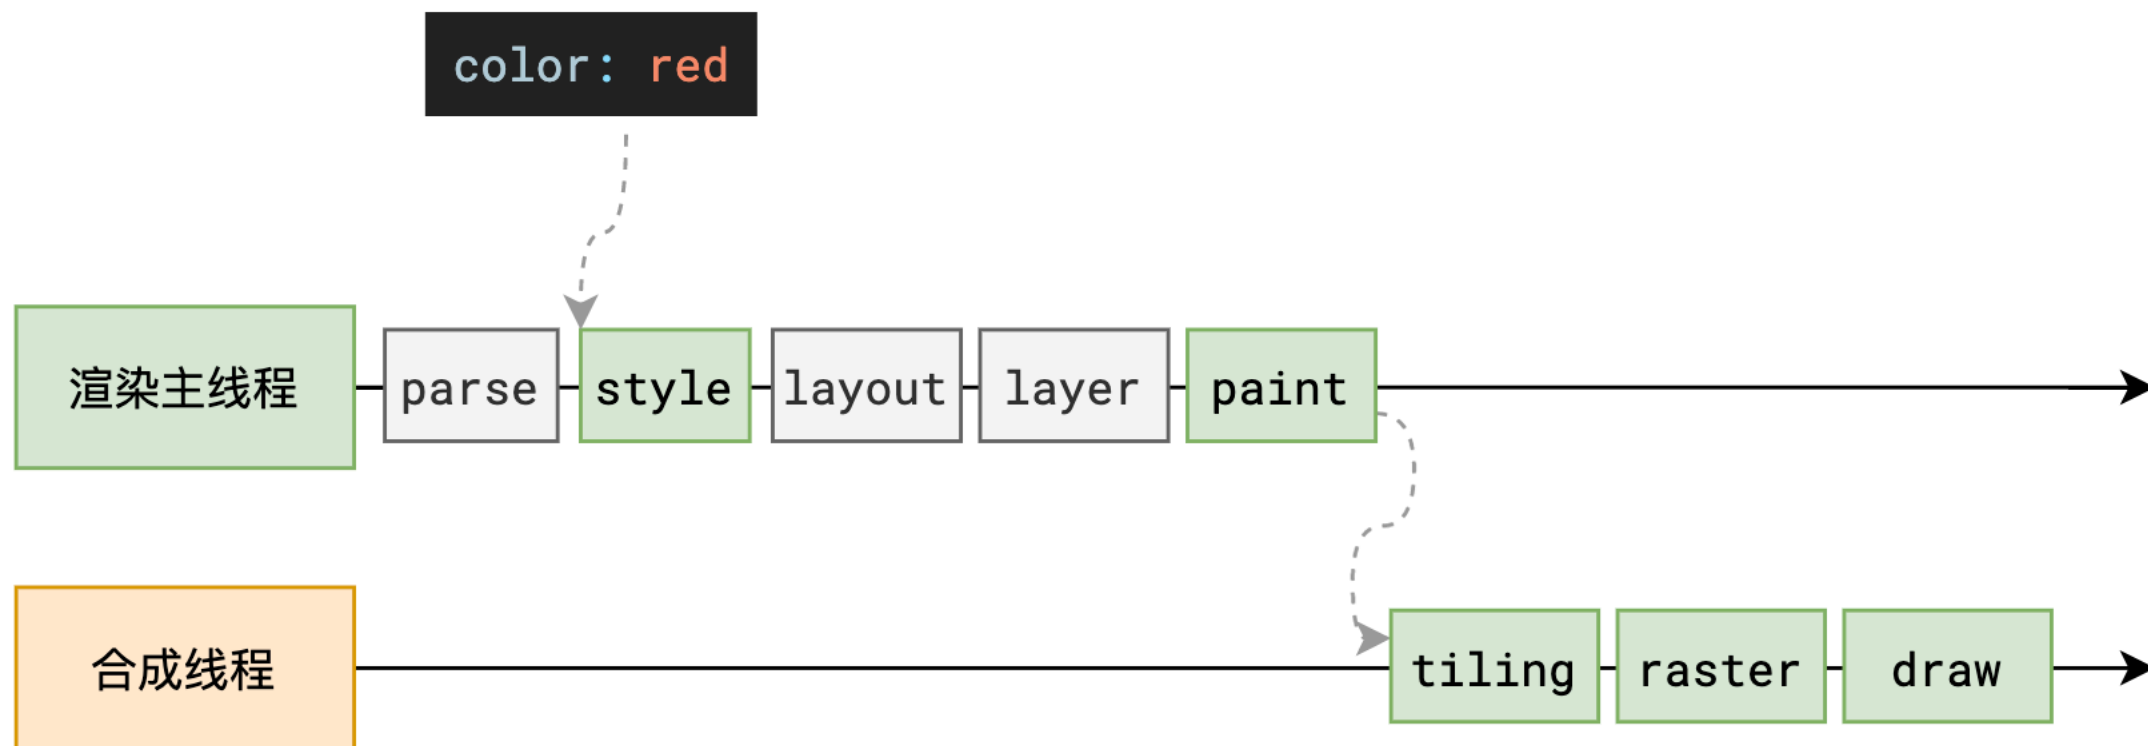 color: red
渲染主线程
parse
style
layout
layer
paint
合成线程
tiling
raster
draw